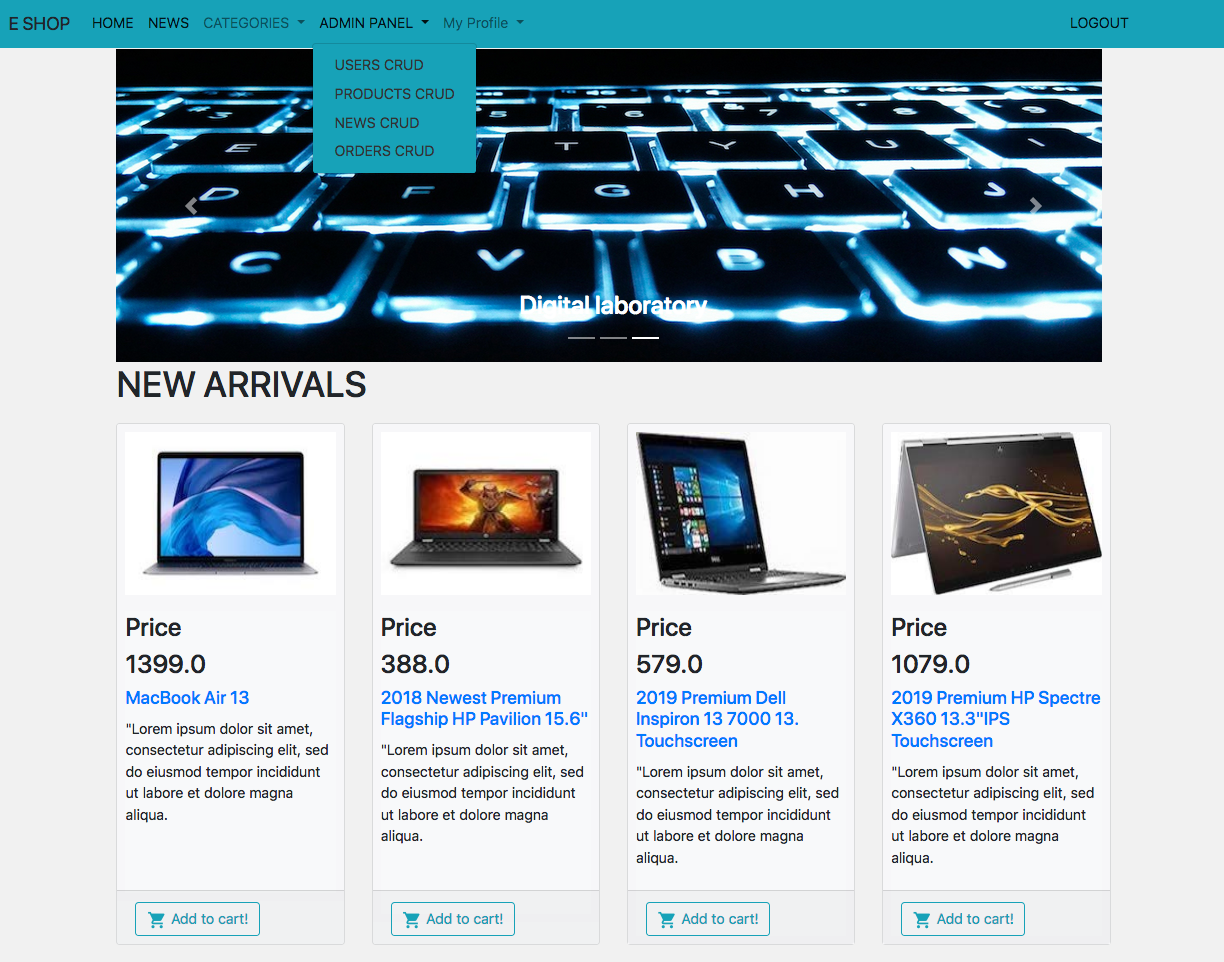 E SHOP HOME NEWS CATEGORIES ADMIN PANEL My Profile LOGOUT
USERS CRUD
PRODUCTS CRUD
NEWS CRUD
ORDERS CRUD
5 6 7
E T Y U I
D F G H J
C V B N
Digital laboratory
NEW ARRIVALS
Price
1399.0
MacBook Air 13
"Lorem ipsum dolor sit amet,
consectetur adipiscing elit, sed
do eiusmod tempor incididunt
ut labore et dolore magna
aliqua.
Add to cart!
Price
388.0
2018 Newest Premium
Flagship HP Pavilion 15.6"
"Lorem ipsum dolor sit amet,
consectetur adipiscing elit, sed
do eiusmod tempor incididunt
ut labore et dolore magna
aliqua.
Add to cart!
Price
579.0
2019 Premium Dell
Inspiron 13 7000 13.
Touchscreen
"Lorem ipsum dolor sit amet,
consectetur adipiscing elit, sed
do eiusmod tempor incididunt
ut labore et dolore magna
aliqua.
Add to cart!
Price
1079.0
2019 Premium HP Spectre
X360 13.3"IPS
Touchscreen
"Lorem ipsum dolor sit amet,
consectetur adipiscing elit, sed
do eiusmod tempor incididunt
ut labore et dolore magna
aliqua.
Add to cart!